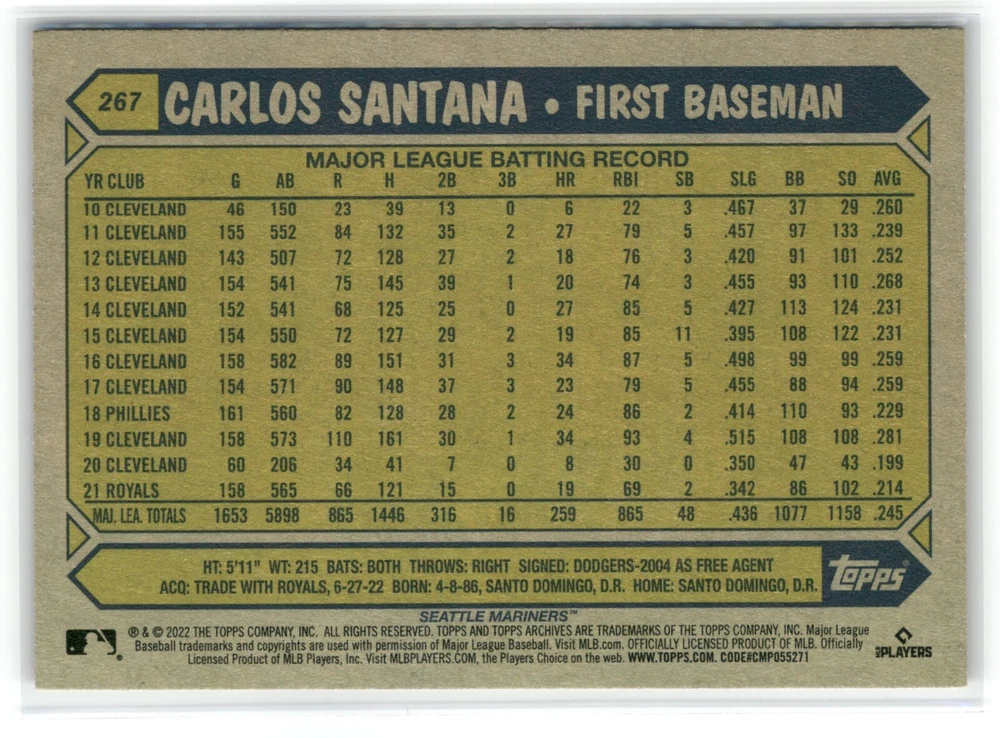 267 CARLOS SANTANA • FIRST BASEMAN
MAJOR LEAGUE BATTING RECORD
YR CLUB G AB R H 2B 3B HR RBI SB SLG BB SO AVG
10 CLEVELAND 46 150 23 39 13 0 6 22 3 .467 37 29 .260
11 CLEVELAND 155 552 84 132 35 2 27 79 5 .457 97 133 .239
12 CLEVELAND 143 507 72 128 27 2 18 76 3 .420 91 101 .252
13 CLEVELAND 154 541 75 145 39 1 20 74 3 .455 93 110 .268
14 CLEVELAND 152 541 68 125 25 0 27 85 5 .427 113 124 .231
15 CLEVELAND 154 550 72 127 29 2 19 85 11 .395 108 122 .231
16 CLEVELAND 158 582 89 151 31 3 34 87 5 .498 99 99 .259
17 CLEVELAND 154 571 90 148 37 3 23 79 5 .455 88 94 .259
18 PHILLIES 161 560 82 128 28 2 24 86 2 .414 110 93 .229
19 CLEVELAND 158 573 110 161 30 1 34 93 4 .515 108 108 .281
20 CLEVELAND 60 206 34 41 7 0 8 30 0 .350 47 43 .199
21 ROYALS 158 565 66 121 15 0 19 69 2 .342 86 102 .214
MAJ. LEA. TOTALS 1653 5898 865 1446 316 16 259 865 48 .436 1077 1158 .245
HT: 5'11" WT: 215 BATS: BOTH THROWS: RIGHT SIGNED: DODGERS-2004 AS FREE AGENT
ACQ: TRADE WITH ROYALS, 6-27-22 BORN: 4-8-86, SANTO DOMINGO, D.R. HOME: SANTO DOMINGO, D.R.
topps®
SEATTLE MARINERS™
® & © 2022 THE TOPPS COMPANY, INC. ALL RIGHTS RESERVED. TOPPS AND TOPPS ARCHIVES ARE TRADEMARKS OF THE TOPPS COMPANY, INC. Major League
Baseball trademarks and copyrights are used with permission of Major League Baseball. Visit MLB.com. OFFICIALLY LICENSED PRODUCT OF MLB. Officially
Licensed Product of MLB Players, Inc. Visit MLBPLAYERS.COM, the Players Choice on the web. WWW.TOPPS.COM. CODE#CMP055271
MLBPLAYERS